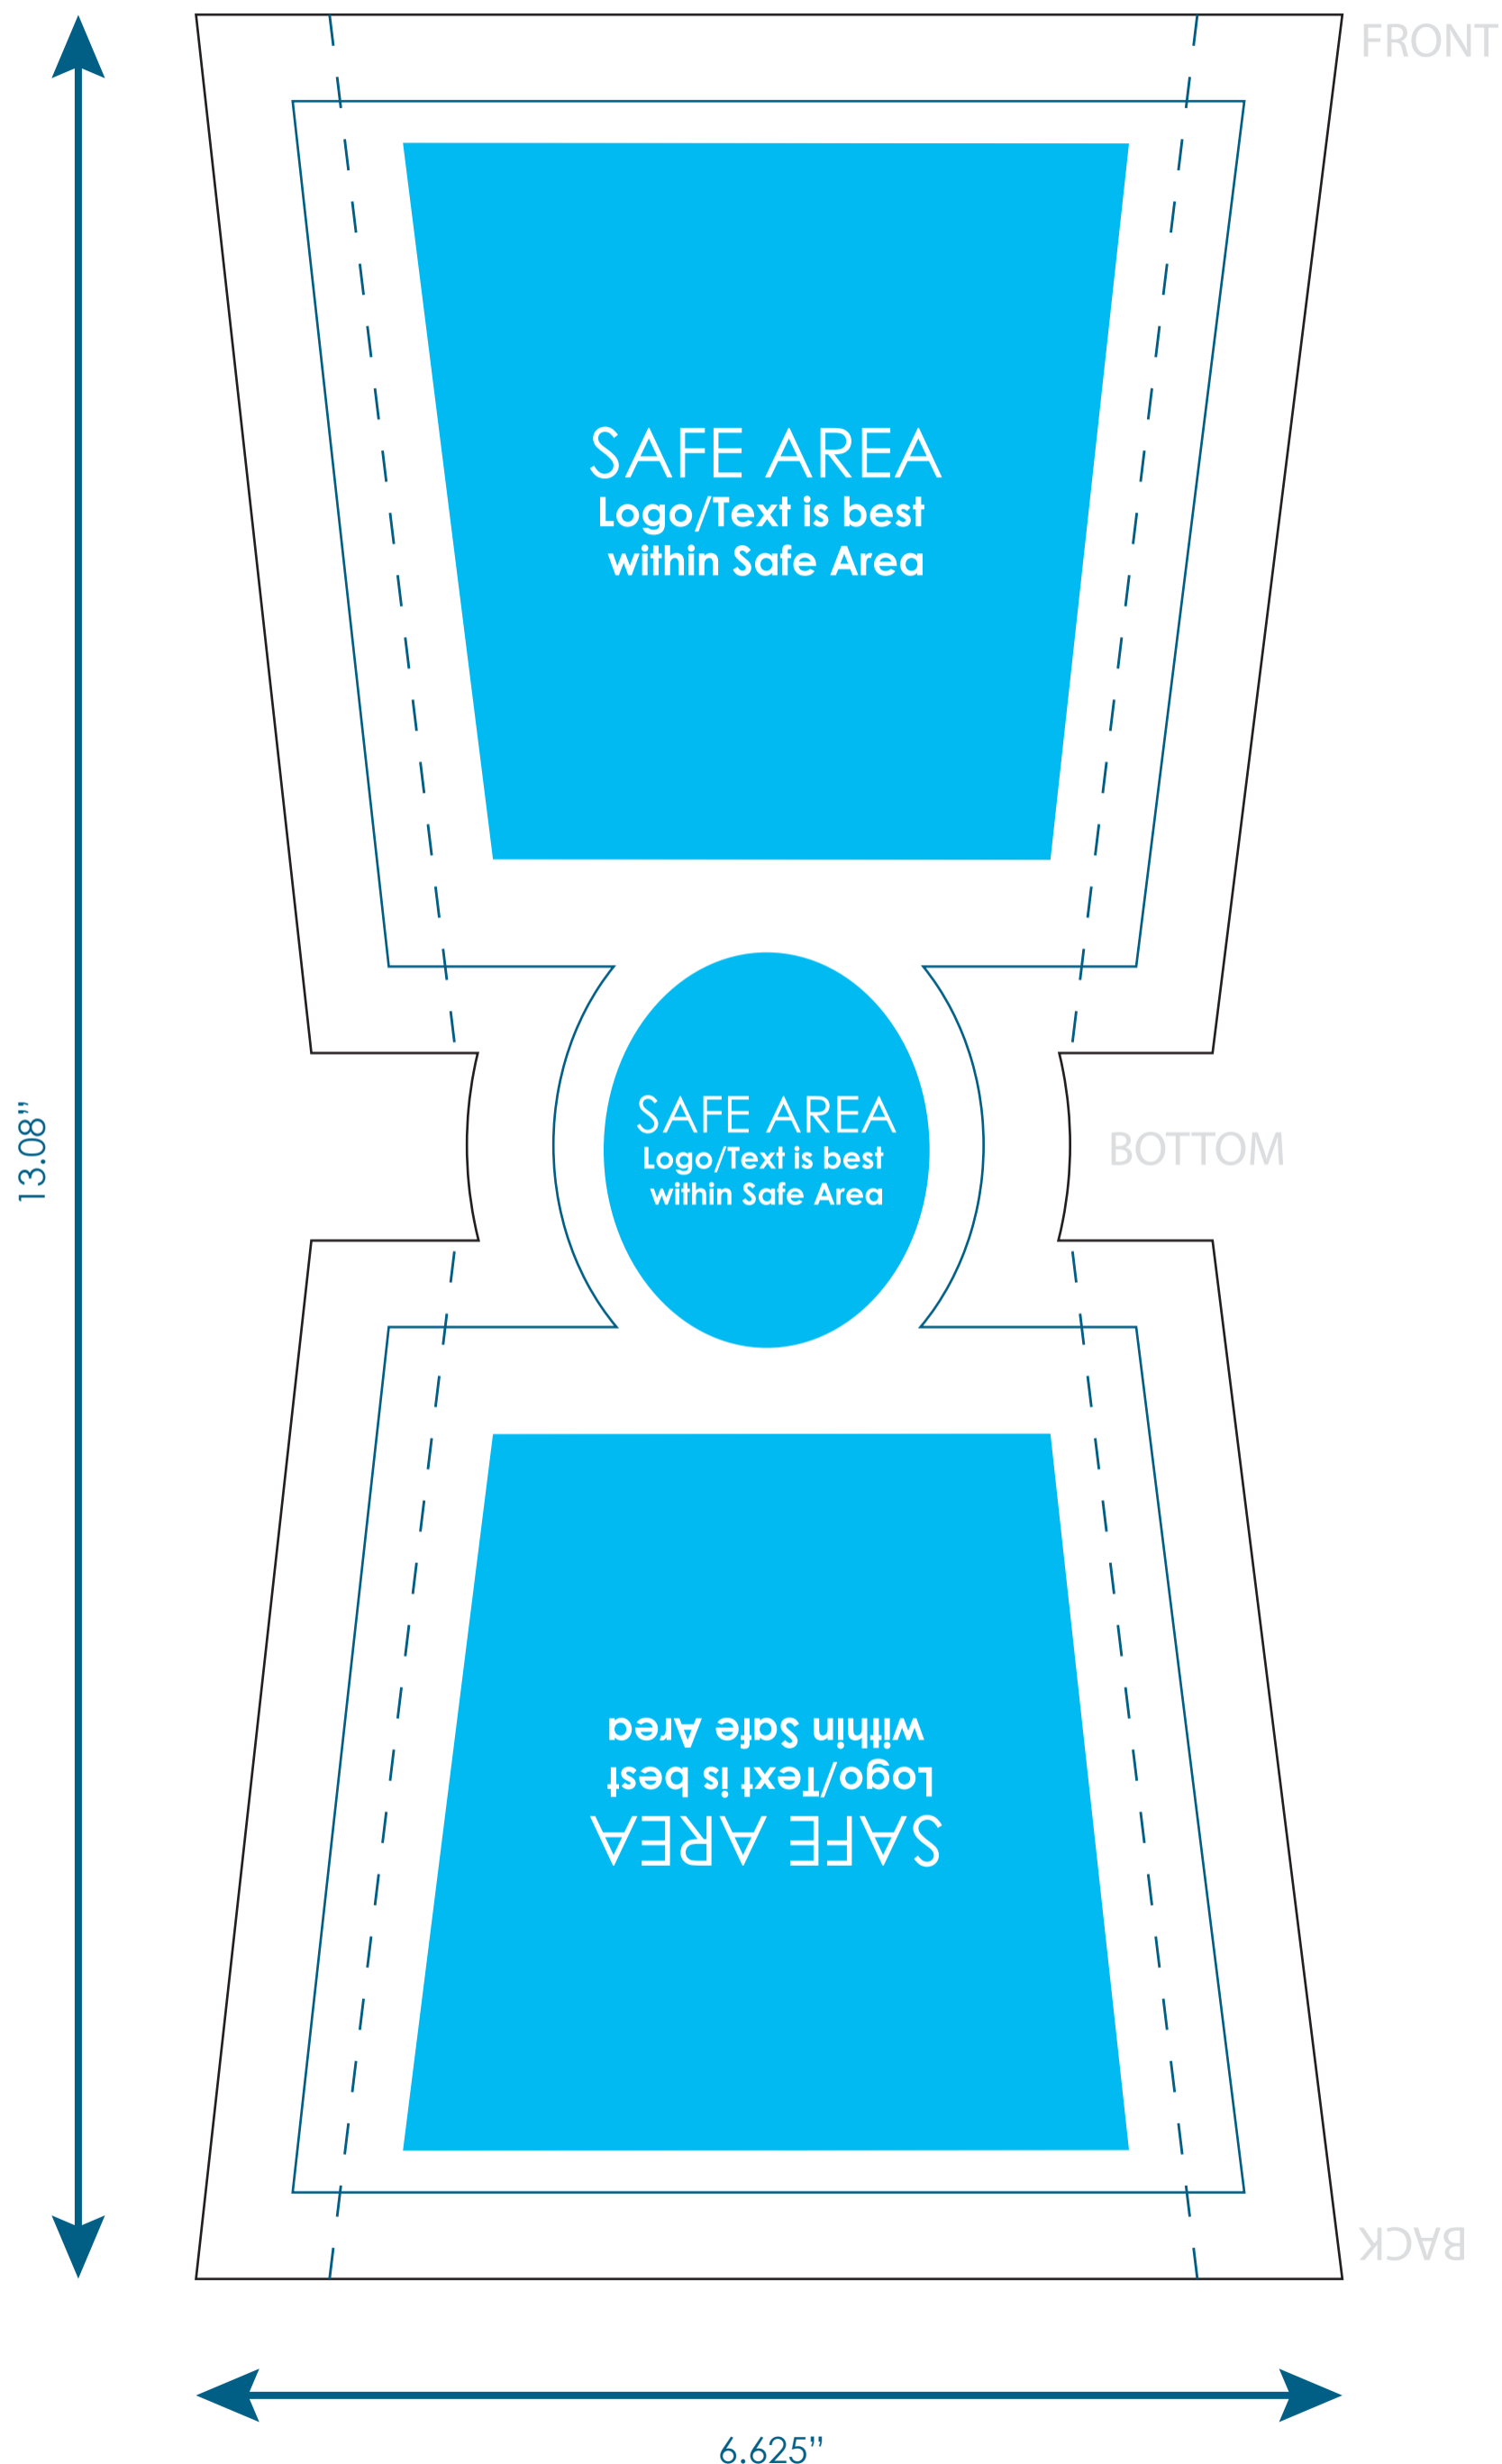 FRONT
SAFE AREA
Logo/Text is best
within Safe Area
13.08”
SAFE AREA
Logo/Text is best
within Safe Area
BOTTOM
SAFE AREA
Logo/Text is best
within Safe Area
BACK
6.625”